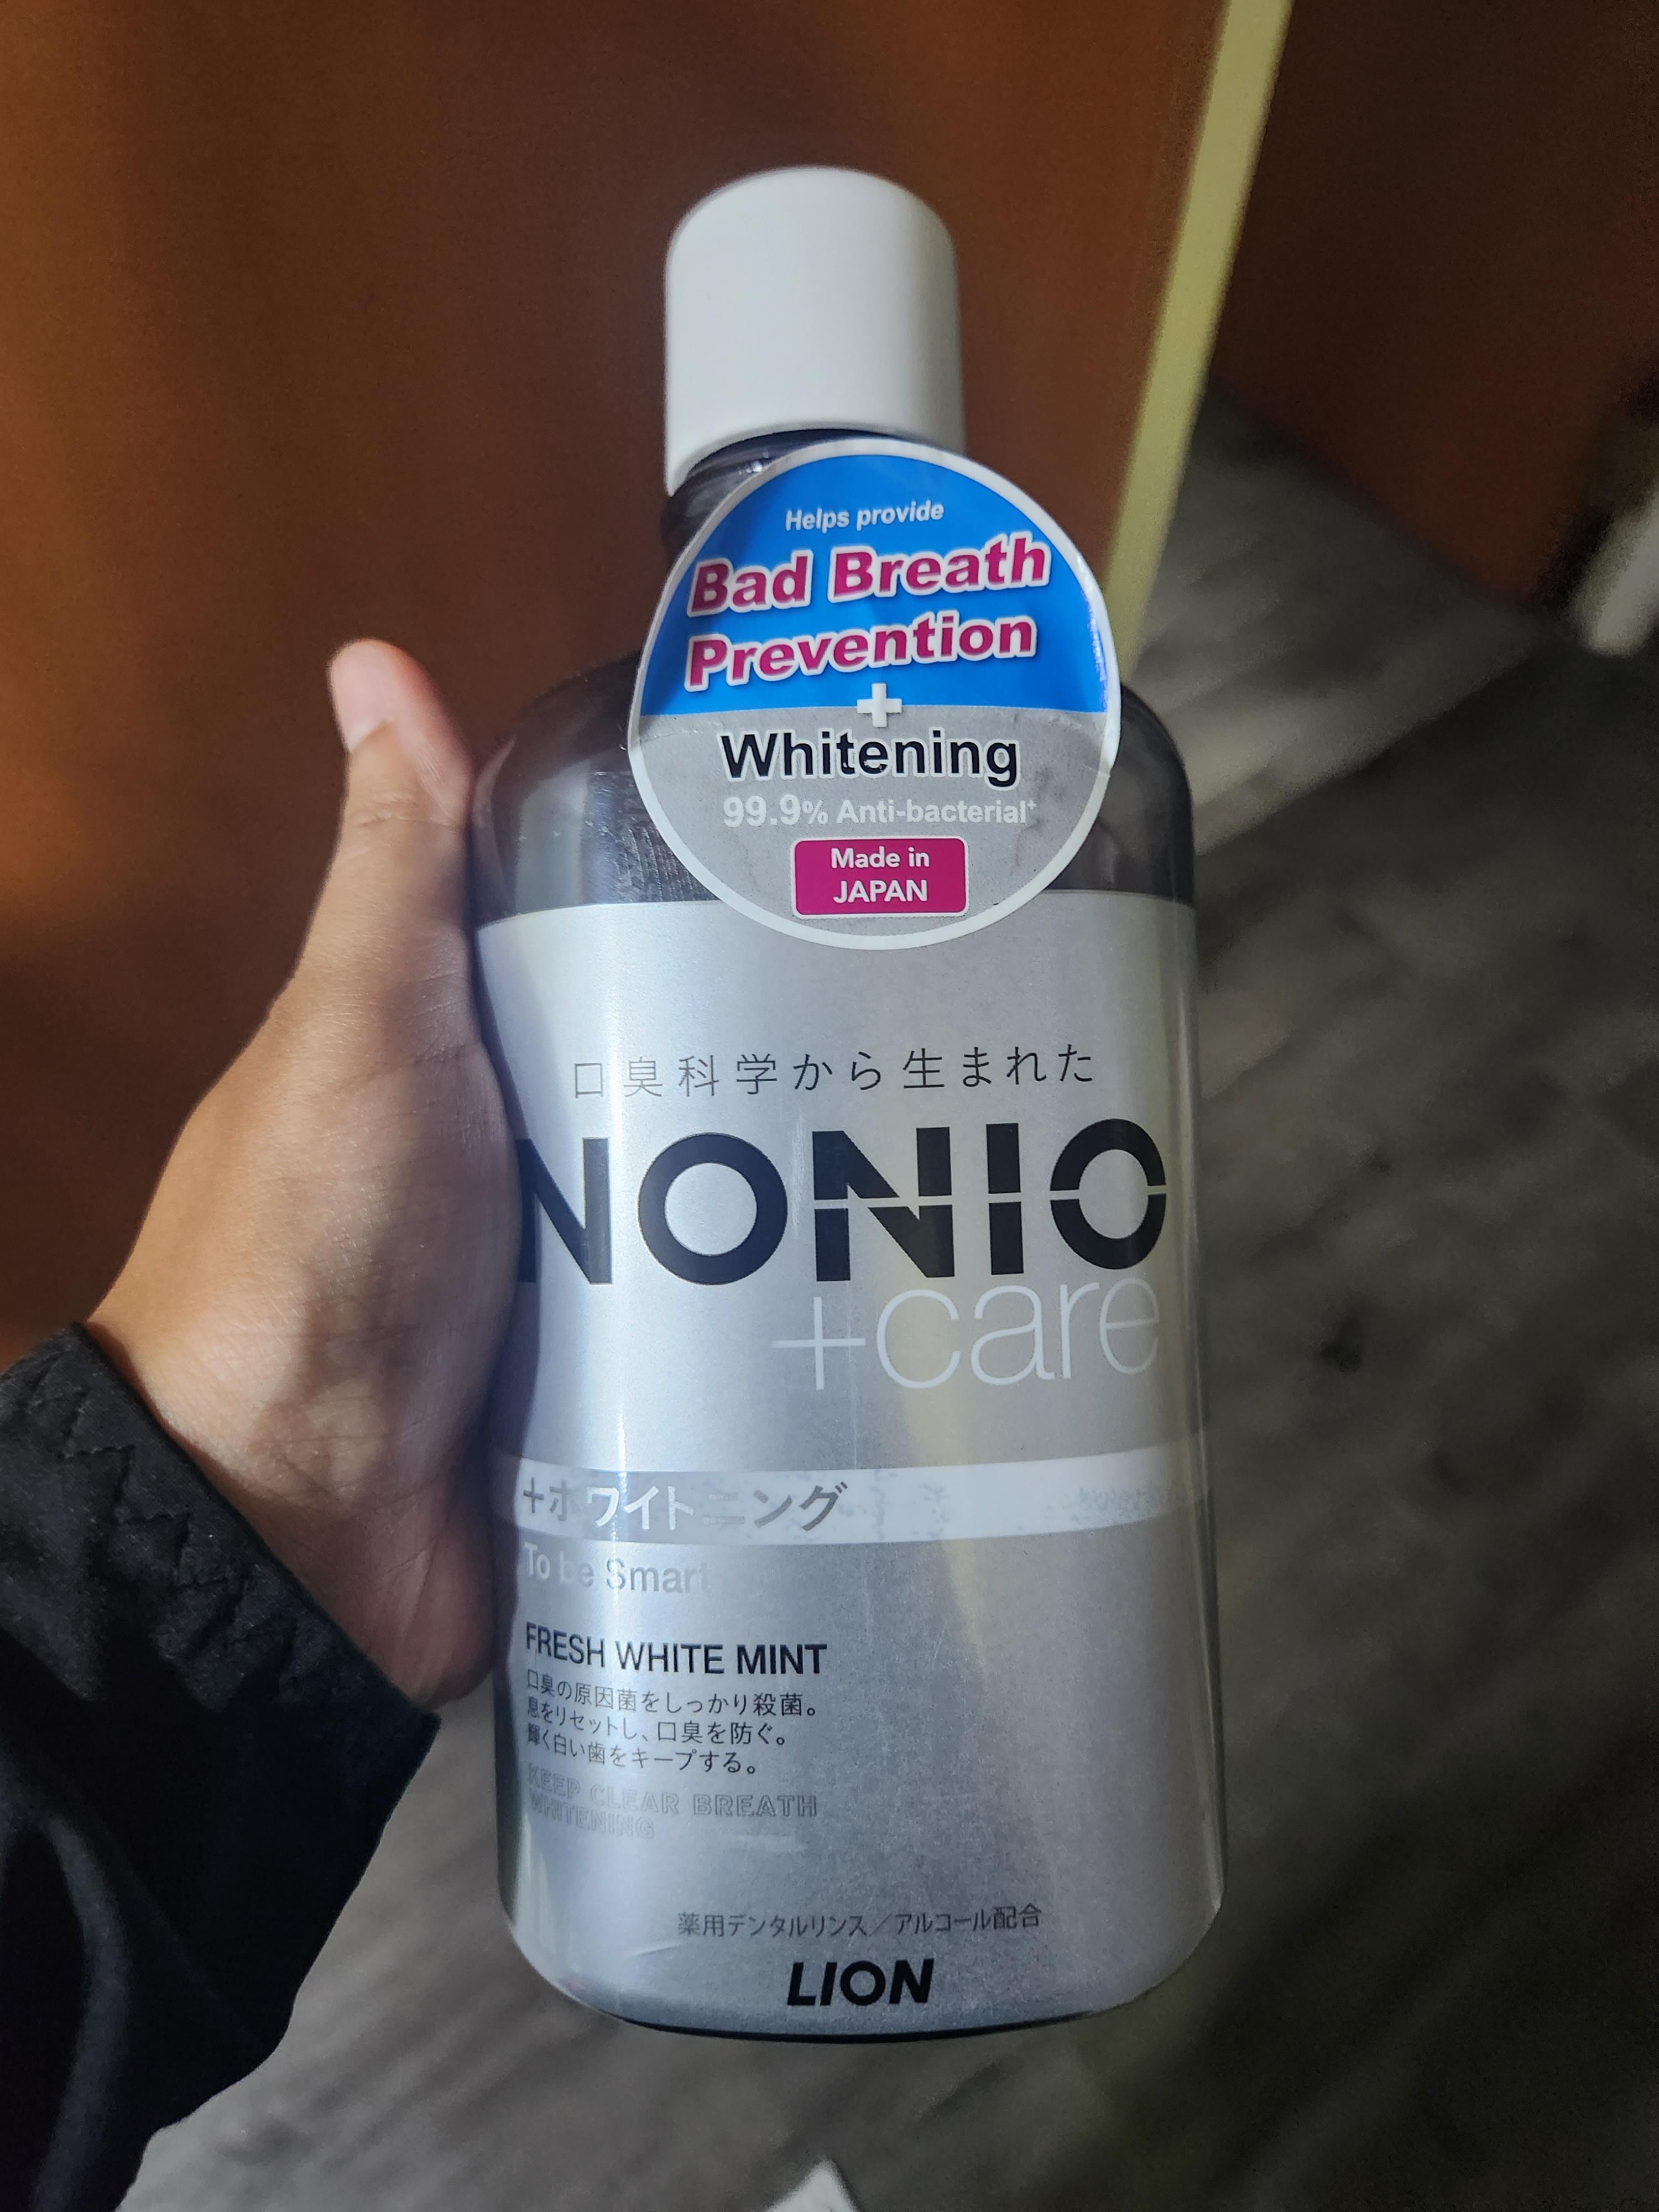 Helps provide
Bad Breath
Prevention
+
Whitening
99.9% Anti-bacterial+
Made in
JAPAN
口臭科学から生まれた
NONIO
+care
+ホワイトニング
To be Smart
FRESH WHITE MINT
口臭の原因菌をしっかり殺菌。
息をリセットし、口臭を防ぐ。
輝く白い歯をキープする。
KEEP CLEAR BREATH
WHITENING
薬用デンタルリンス／アルコール配合
LION